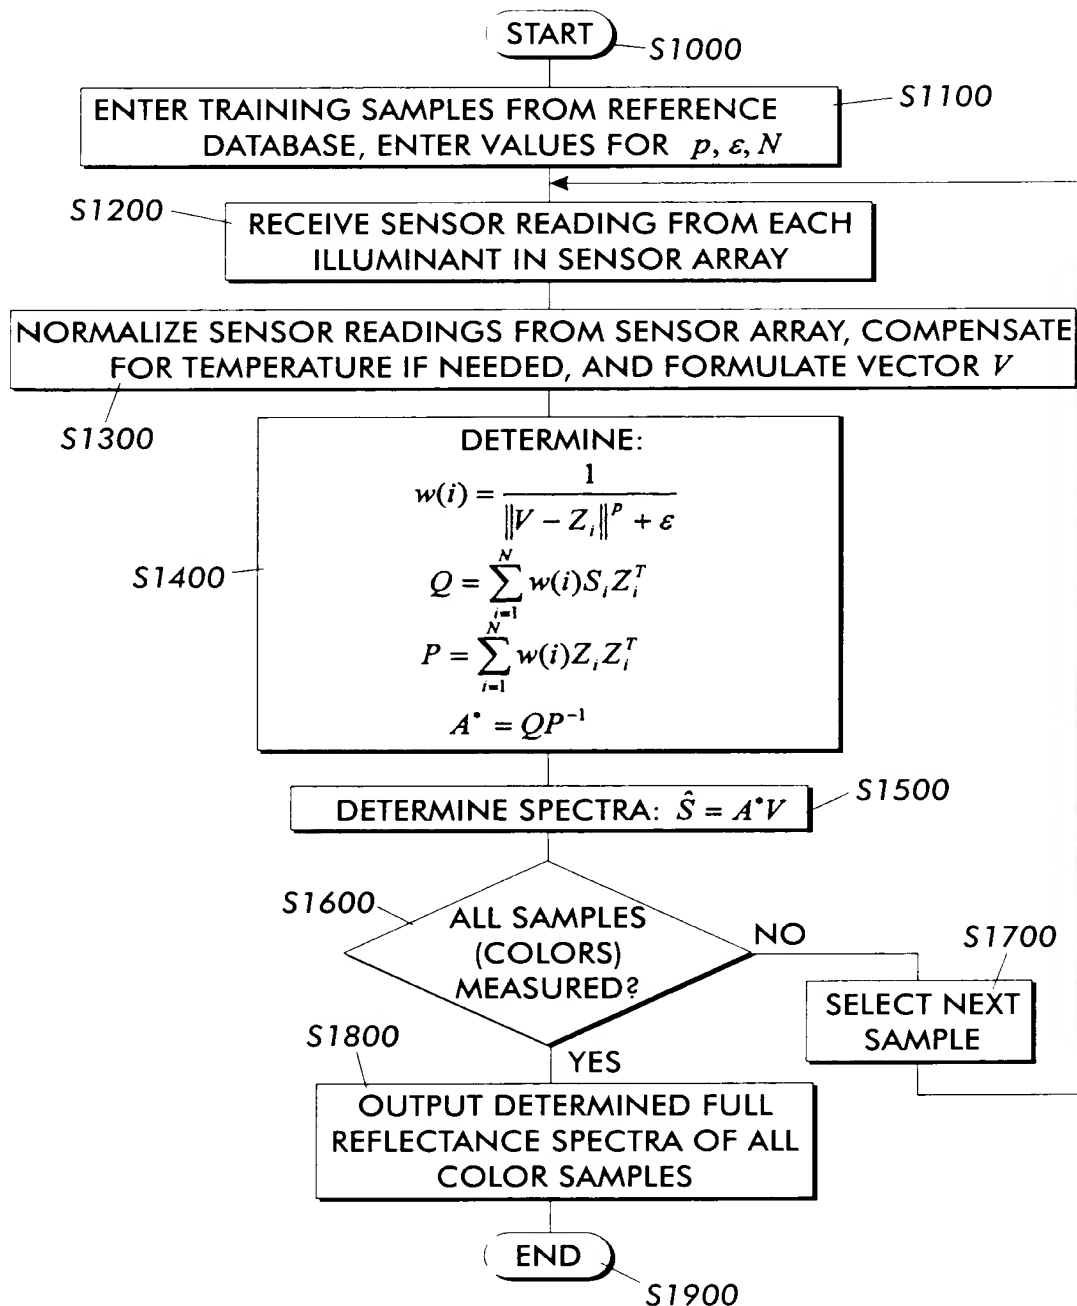 START
S1000
S1100
ENTER TRAINING SAMPLES FROM REFERENCE
DATABASE, ENTER VALUES FOR p, ε, N
S1200
RECEIVE SENSOR READING FROM EACH
ILLUMINANT IN SENSOR ARRAY
NORMALIZE SENSOR READINGS FROM SENSOR ARRAY, COMPENSATE
FOR TEMPERATURE IF NEEDED, AND FORMULATE VECTOR V
S1300
DETERMINE:
w(i) = 1 / (‖V − Z_i‖^p + ε)
S1400
Q = ∑_{i=1}^{N} w(i)S_i Z_i^T
P = ∑_{i=1}^{N} w(i)Z_i Z_i^T
A^* = QP^{-1}
S1500
DETERMINE SPECTRA: Ŝ = A^*V
S1600
ALL SAMPLES
(COLORS)
MEASURED?
NO
S1700
SELECT NEXT
SAMPLE
S1800
YES
OUTPUT DETERMINED FULL
REFLECTANCE SPECTRA OF ALL
COLOR SAMPLES
END
S1900